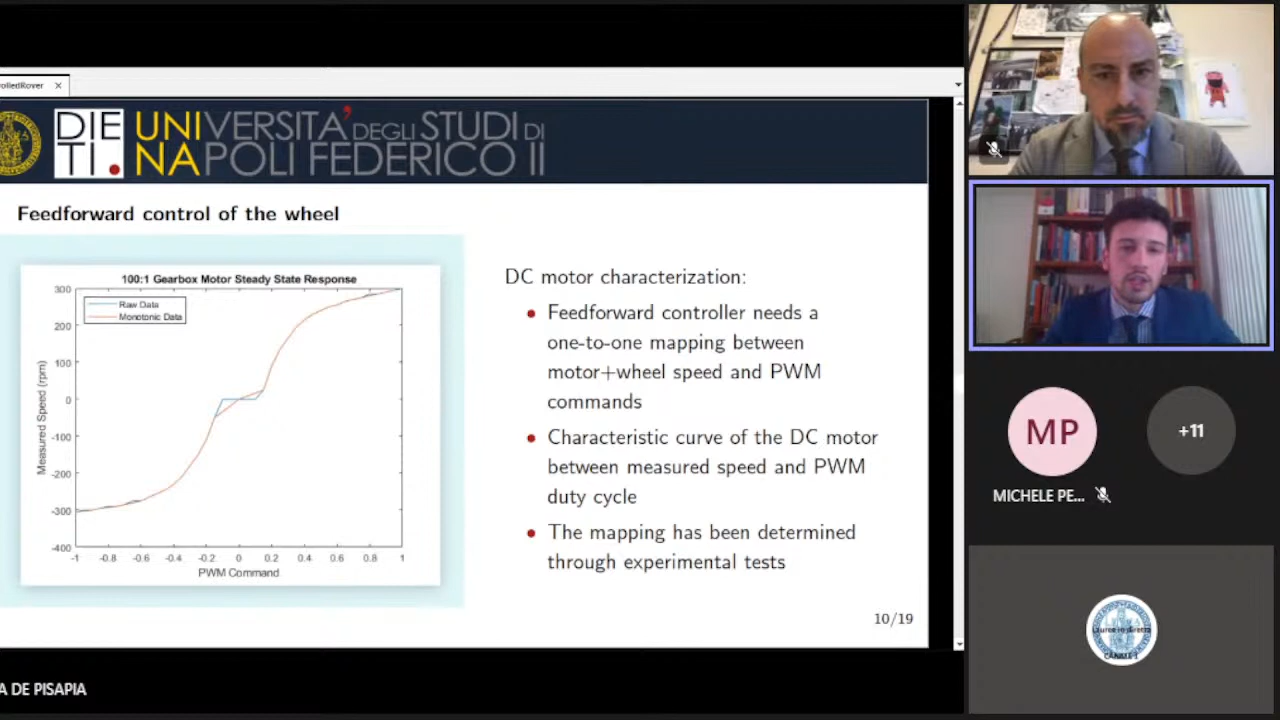 olledRover
DIE
TI.
UNIVERSITA' DEGLI STUDI DI
NAPOLI FEDERICO II
Feedforward control of the wheel
100:1 Gearbox Motor Steady State Response
Raw Data
Monotonic Data
Measured Speed (rpm)
300
200
100
0
-100
-200
-300
-400
-1 -0.8 -0.6 -0.4 -0.2 0 0.2 0.4 0.6 0.8 1
PWM Command
DC motor characterization:
Feedforward controller needs a
one-to-one mapping between
motor+wheel speed and PWM
commands
Characteristic curve of the DC motor
between measured speed and PWM
duty cycle
The mapping has been determined
through experimental tests
10/19
A DE PISAPIA
MP
+11
MICHELE PE...
Lauree in diretta